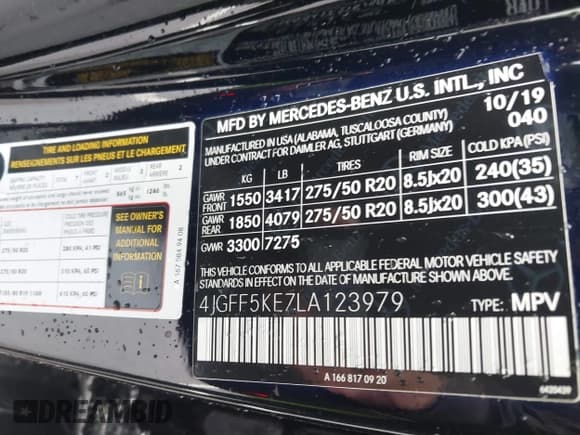 MFD BY MERCEDES-BENZ U.S. INTL., INC
MANUFACTURED IN USA (ALABAMA, TUSCALOOSA COUNTY)
UNDER CONTRACT FOR DAIMLER AG, STUTTGART (GERMANY)
10/19
040
KG LB TIRES RIM SIZE COLD KPA(PSI)
GAWR FRONT 1550 3417 275/50 R20 8.5Jx20 240(35)
GAWR REAR 1850 4079 275/50 R20 8.5Jx20 300(43)
GVWR 3300 7275
THIS VEHICLE CONFORMS TO ALL APPLICABLE FEDERAL MOTOR VEHICLE SAFETY
STANDARDS IN EFFECT ON THE DATE OF MANUFACTURE SHOWN ABOVE.
4JGFF5KE7LA123979 TYPE: MPV
A 166 817 09 20
TIRE AND LOADING INFORMATION
RENSEIGNEMENTS SUR LES PNEUS ET LE CHARGEMENT
SEE OWNER'S
MANUAL FOR
ADDITIONAL
INFORMATION
A 167 584 94 08
DREAMBID